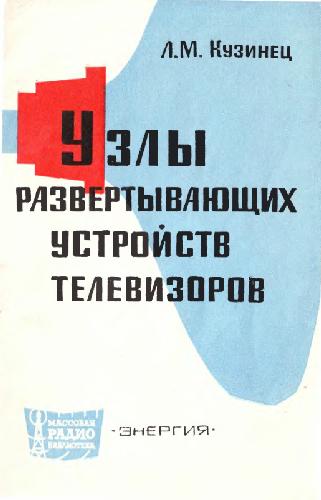 Л.М. Кузинец
Узлы
развертывающих
устройств
телевизоров
МАССОВАЯ
РАДИО
БИБЛИОТЕКА
·ЭНЕРГИЯ·